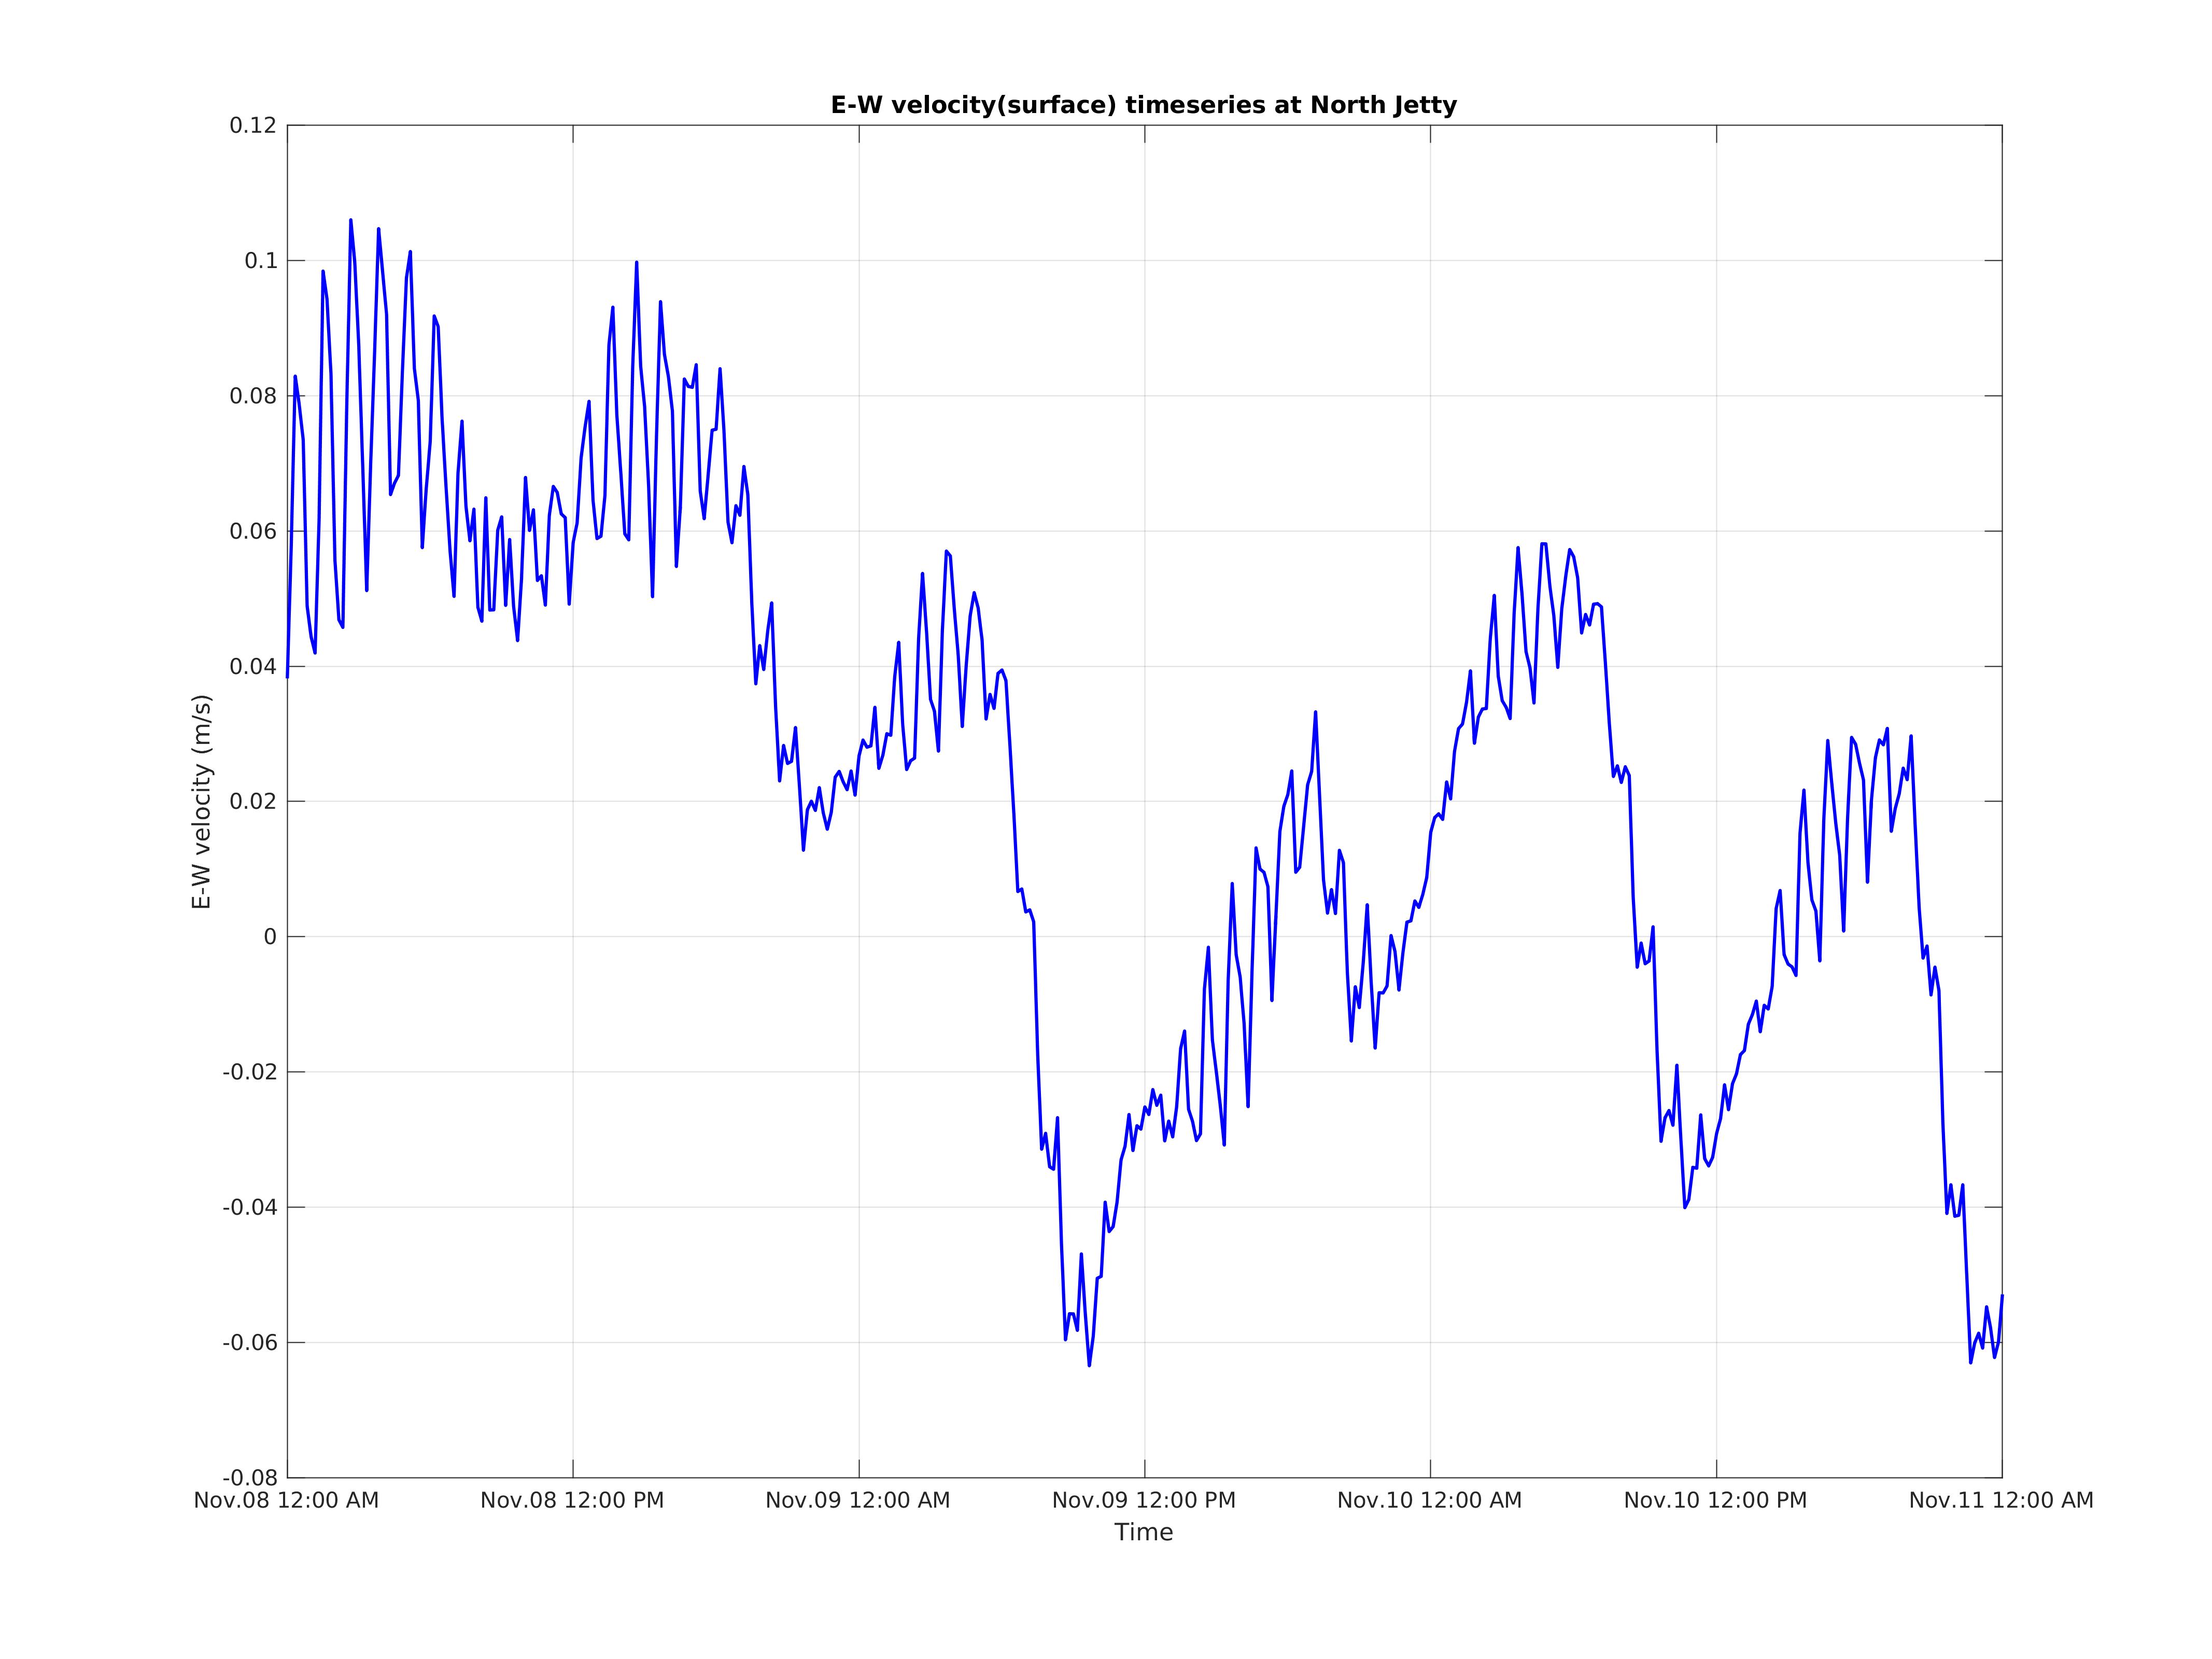 E-W velocity(surface) timeseries at North Jetty
0.12
0.1
0.08
0.06
0.04
0.02
0
-0.02
-0.04
-0.06
-0.08
E-W velocity (m/s)
Nov.08 12:00 AM Nov.08 12:00 PM Nov.09 12:00 AM Nov.09 12:00 PM Nov.10 12:00 AM Nov.10 12:00 PM Nov.11 12:00 AM
Time